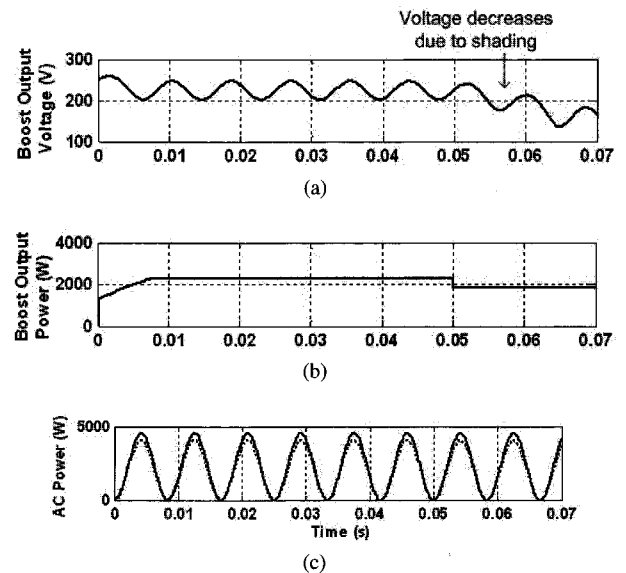 Voltage decreases
due to shading
Boost Output
Voltage (V)
300
200
100
0
0.01
0.02
0.03
0.04
0.05
0.06
0.07
(a)
Boost Output
Power (W)
4000
2000
0
0
0.01
0.02
0.03
0.04
0.05
0.06
0.07
(b)
AC Power (W)
5000
0
0
0.01
0.02
0.03
0.04
0.05
0.06
0.07
Time (s)
(c)